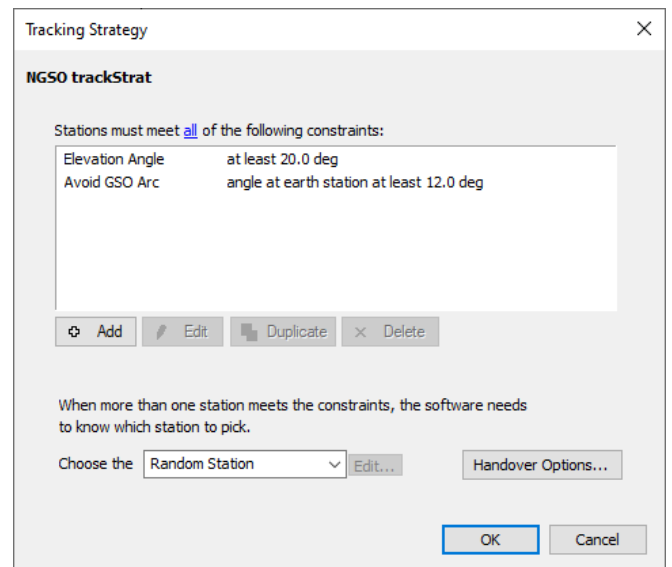 Tracking Strategy
NGSO trackStrat
Stations must meet all of the following constraints:
Elevation Angle at least 20.0 deg
Avoid GSO Arc angle at earth station at least 12.0 deg
Add Edit Duplicate Delete
When more than one station meets the constraints, the software needs
to know which station to pick.
Choose the Random Station Edit... Handover Options...
OK Cancel